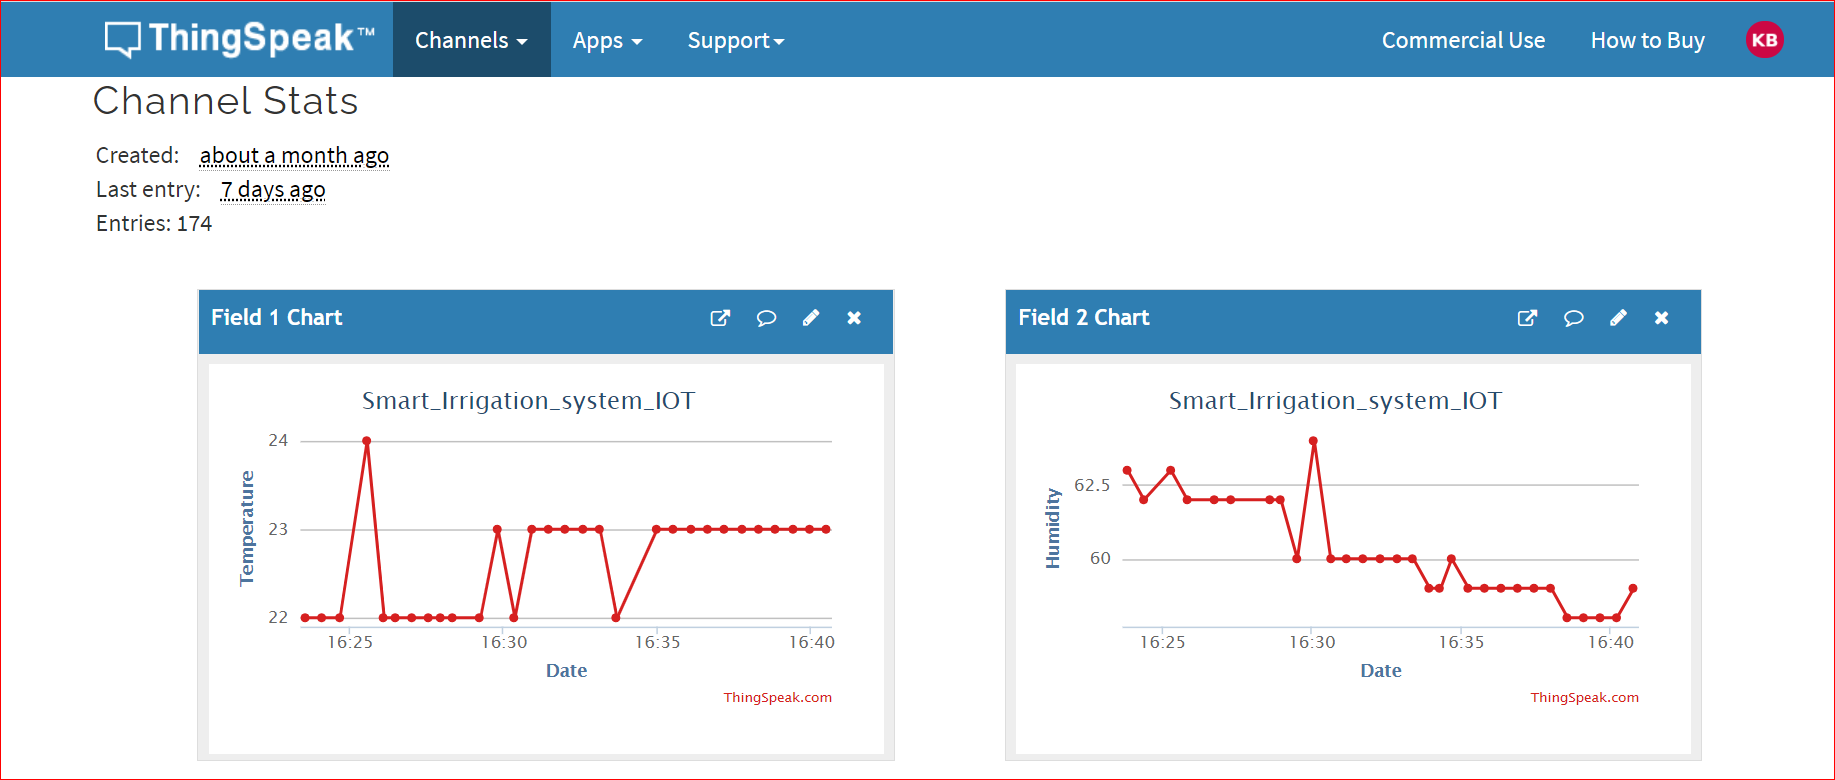 ThingSpeak™ Channels Apps Support Commercial Use How to Buy KB
Channel Stats
Created: about a month ago
Last entry: 7 days ago
Entries: 174
Field 1 Chart
Smart_Irrigation_system_IOT
24
23
22
Temperature
16:25 16:30 16:35 16:40
Date
ThingSpeak.com
Field 2 Chart
Smart_Irrigation_system_IOT
62.5
60
Humidity
16:25 16:30 16:35 16:40
Date
ThingSpeak.com